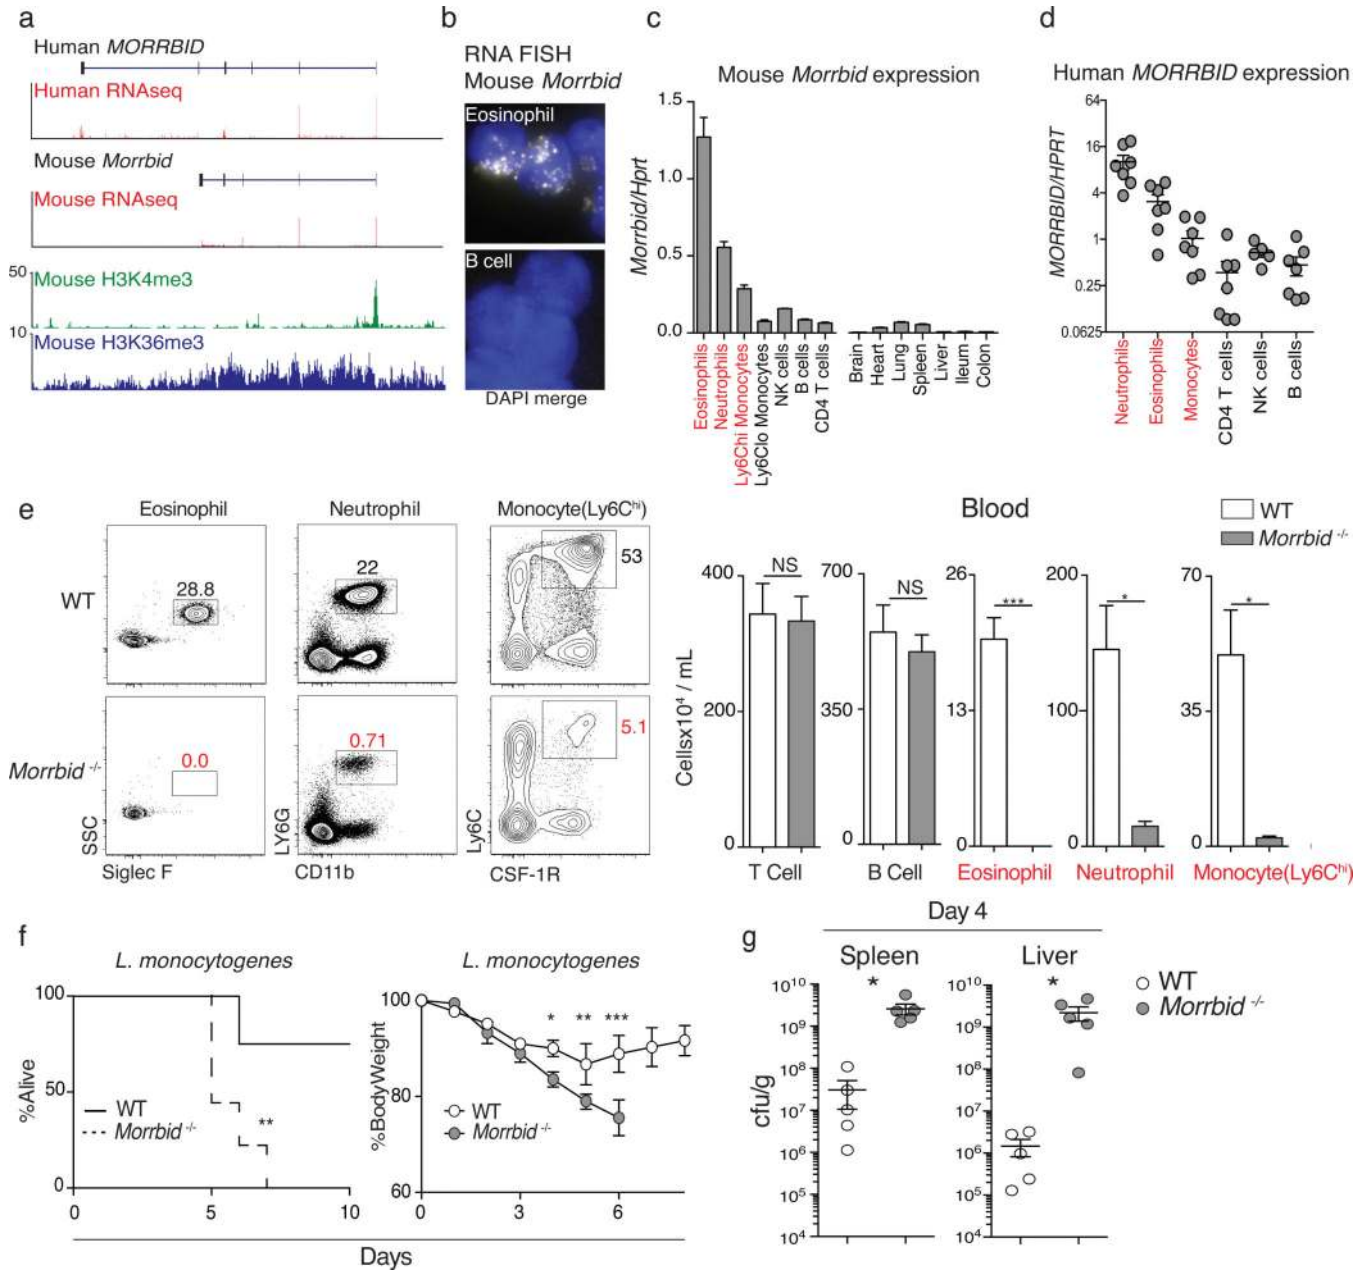 a
Human MORRBID
Human RNAseq
Mouse Morrbid
Mouse RNAseq
50
Mouse H3K4me3
10
Mouse H3K36me3
b
RNA FISH
Mouse Morrbid
Eosinophil
B cell
DAPI merge
c
Mouse Morrbid expression
Morrbid/Hprt
1.5
1.0
0.5
0.0
Eosinophils
Neutrophils
Ly6Chi Monocytes
Ly6Clo Monocytes
NK cells
B cells
CD4 T cells
Brain
Heart
Lung
Spleen
Liver
Ileum
Colon
d
Human MORRBID expression
MORRBID/HPRT
64
16
4
1
0.25
0.0625
Neutrophils
Eosinophils
Monocytes
CD4 T cells
NK cells
B cells
e
Eosinophil
Neutrophil
Monocyte(Ly6Chi)
WT
28.8
22
53
Morrbid -/-
0.0
0.71
5.1
SSC
LY6G
Ly6C
Siglec F
CD11b
CSF-1R
Blood
WT
Morrbid -/-
Cellsx10⁴ / mL
400
200
0
NS
T Cell
700
350
0
NS
B Cell
26
13
0
***
Eosinophil
200
100
0
*
Neutrophil
70
35
0
*
Monocyte(Ly6Chi)
f
L. monocytogenes
%Alive
100
50
0
WT
Morrbid -/-
**
0 5 10
L. monocytogenes
%BodyWeight
100
80
60
* ** ***
WT
Morrbid -/-
0 3 6
Days
g
Day 4
Spleen
Liver
WT
Morrbid -/-
cfu/g
*
10¹⁰
10⁹
10⁸
10⁷
10⁶
10⁵
10⁴
*
10¹⁰
10⁹
10⁸
10⁷
10⁶
10⁵
10⁴